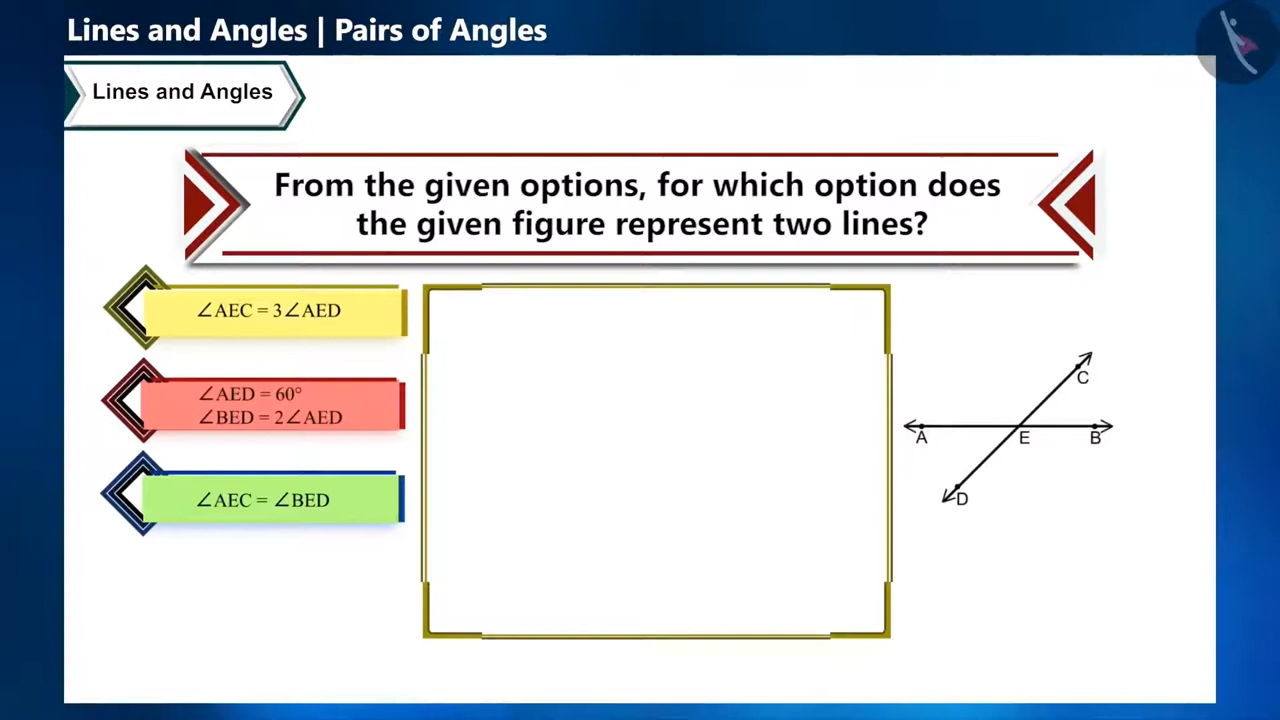 Lines and Angles | Pairs of Angles
Lines and Angles
From the given options, for which option does
the given figure represent two lines?
∠AEC = 3∠AED
∠AED = 60°
∠BED = 2∠AED
∠AEC = ∠BED
C
A
E
B
D